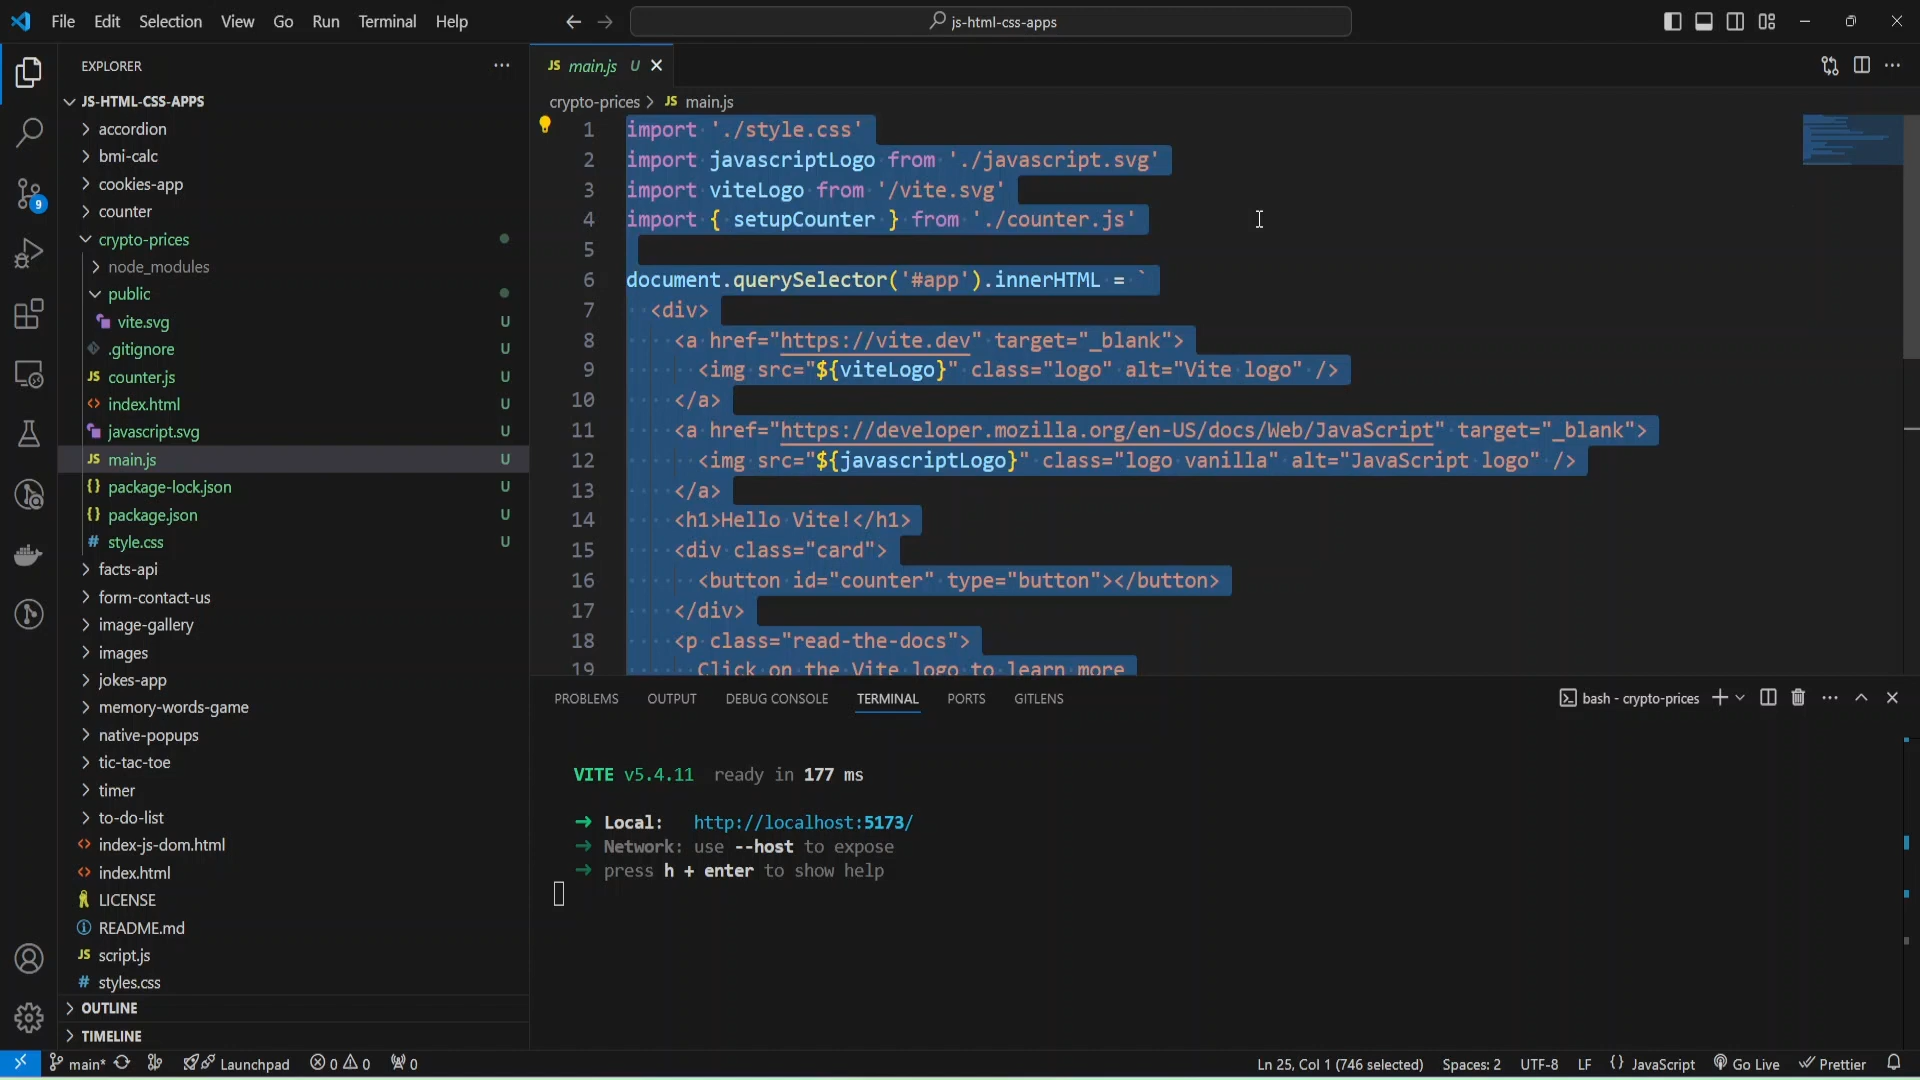 File Edit Selection View Go Run Terminal Help
js-html-css-apps
EXPLORER
JS-HTML-CSS-APPS
accordion
bmi-calc
cookies-app
counter
crypto-prices
node_modules
public
vite.svg U
.gitignore U
JS counter.js U
index.html U
javascript.svg U
JS main.js U
{} package-lock.json U
{} package.json U
# style.css U
facts-api
form-contact-us
image-gallery
images
jokes-app
memory-words-game
native-popups
tic-tac-toe
timer
to-do-list
<> index-js-dom.html
<> index.html
LICENSE
README.md
JS script.js
# styles.css
OUTLINE
TIMELINE
9
JS main.js U
crypto-prices > JS main.js
1 import './style.css'
2 import javascriptLogo from './javascript.svg'
3 import viteLogo from '/vite.svg'
4 import { setupCounter } from './counter.js'
5
6 document.querySelector('#app').innerHTML = `
7 <div>
8 <a href="https://vite.dev" target="_blank">
9 <img src="${viteLogo}" class="logo" alt="Vite logo" />
10 </a>
11 <a href="https://developer.mozilla.org/en-US/docs/Web/JavaScript" target="_blank">
12 <img src="${javascriptLogo}" class="logo vanilla" alt="JavaScript logo" />
13 </a>
14 <h1>Hello Vite!</h1>
15 <div class="card">
16 <button id="counter" type="button"></button>
17 </div>
18 <p class="read-the-docs">
19 Click on the Vite logo to learn more
PROBLEMS OUTPUT DEBUG CONSOLE TERMINAL PORTS GITLENS
bash - crypto-prices
VITE v5.4.11 ready in 177 ms
➜ Local: http://localhost:5173/
➜ Network: use --host to expose
➜ press h + enter to show help
main* Launchpad 0 0 0
Ln 25, Col 1 (746 selected) Spaces: 2 UTF-8 LF {} JavaScript Go Live Prettier